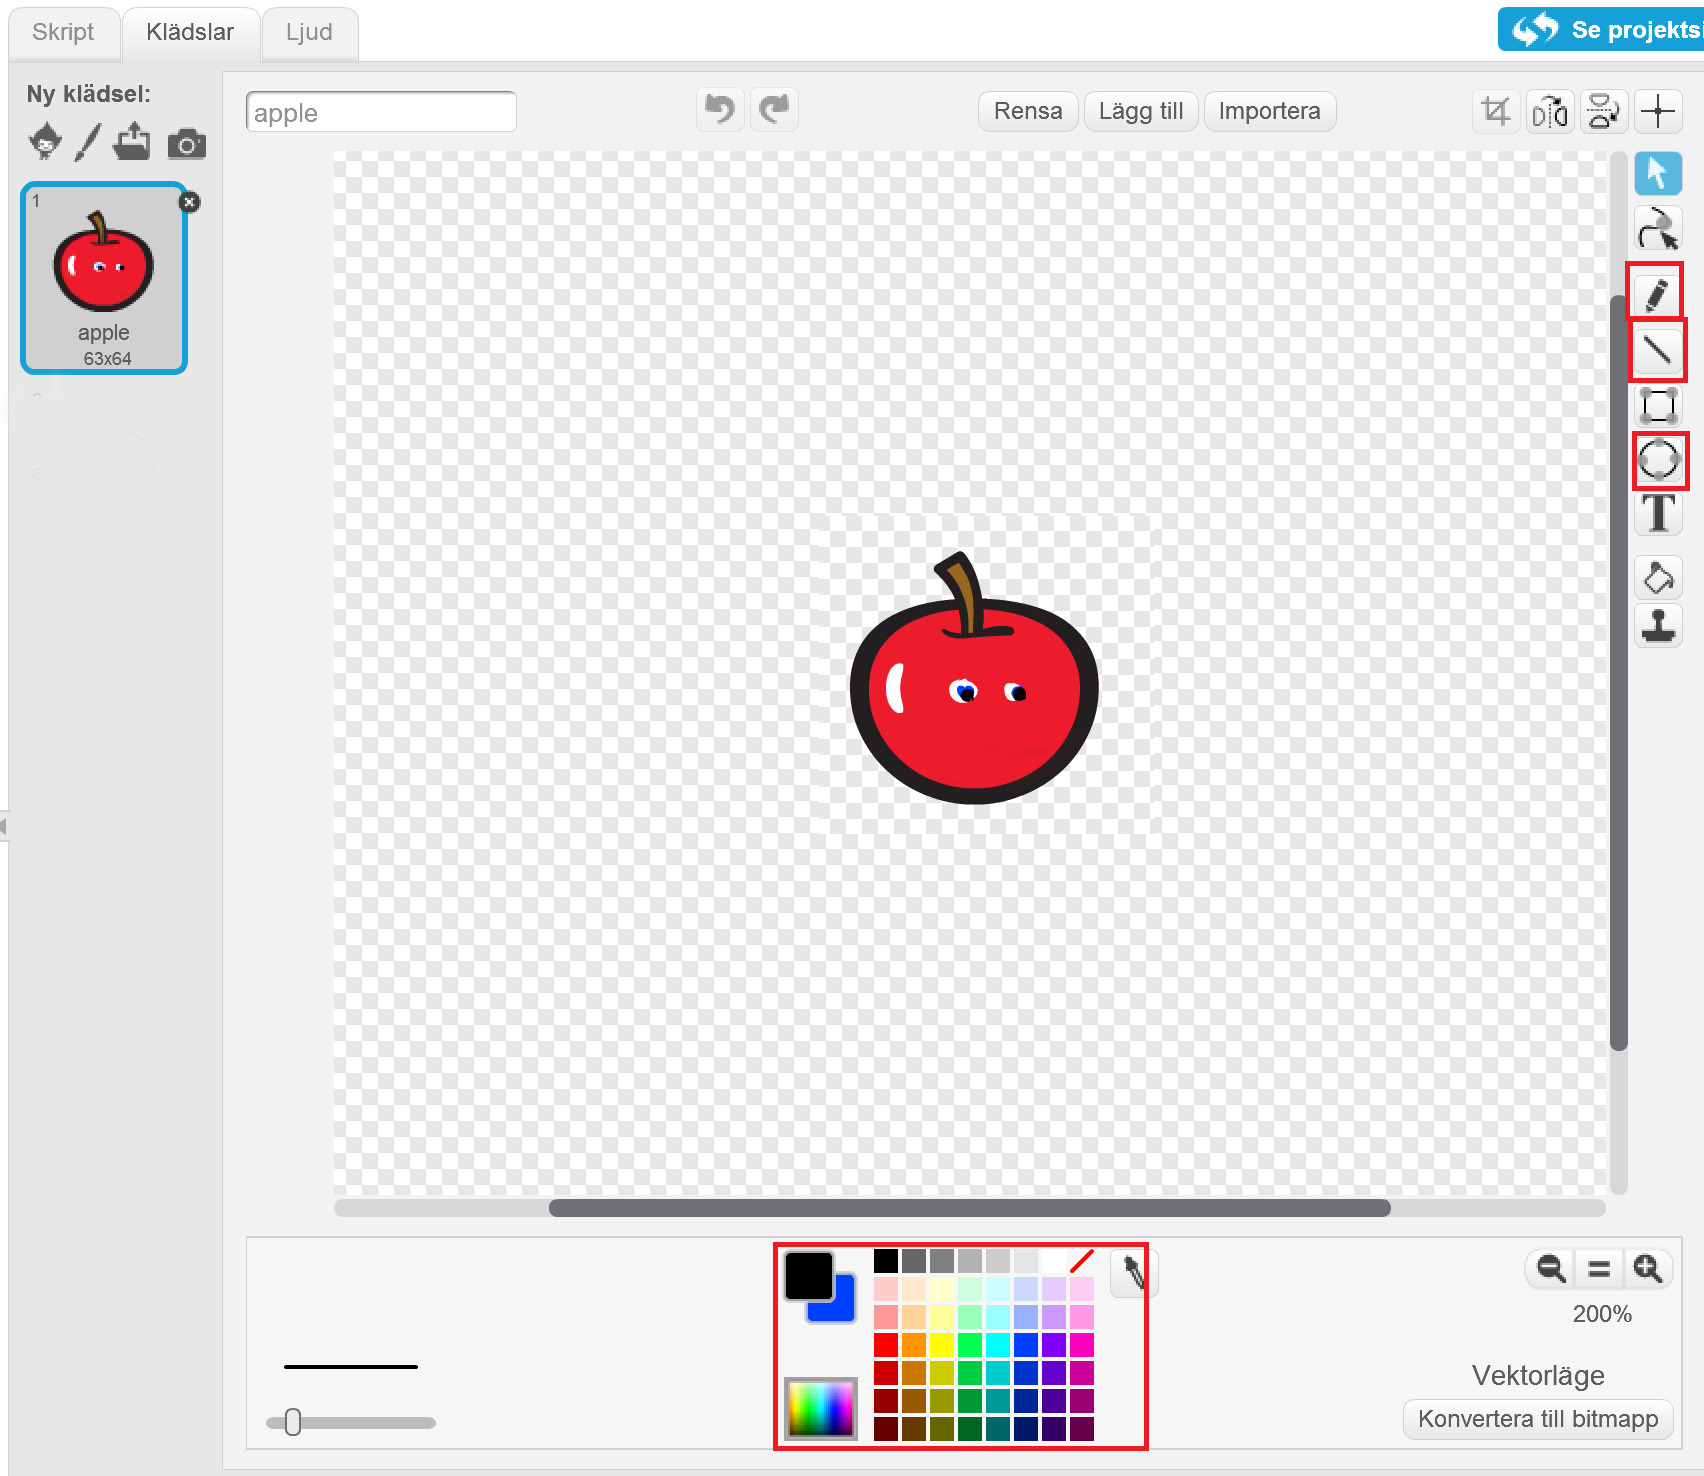 Skript
Klädslar
Ljud
Se projektsi
Ny klädsel:
apple
Rensa
Lägg till
Importera
1
apple
63x64
T
200%
Vektorläge
Konvertera till bitmapp